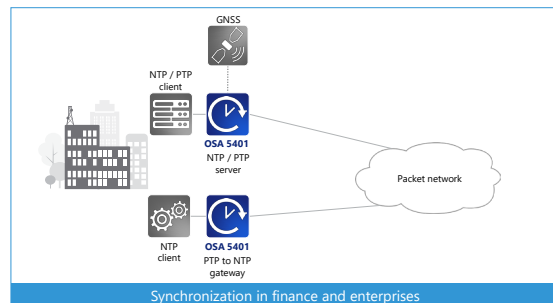 GNSS
NTP / PTP
client
OSA 5401
NTP / PTP
server
Packet network
NTP
client
OSA 5401
PTP to NTP
gateway
Synchronization in finance and enterprises